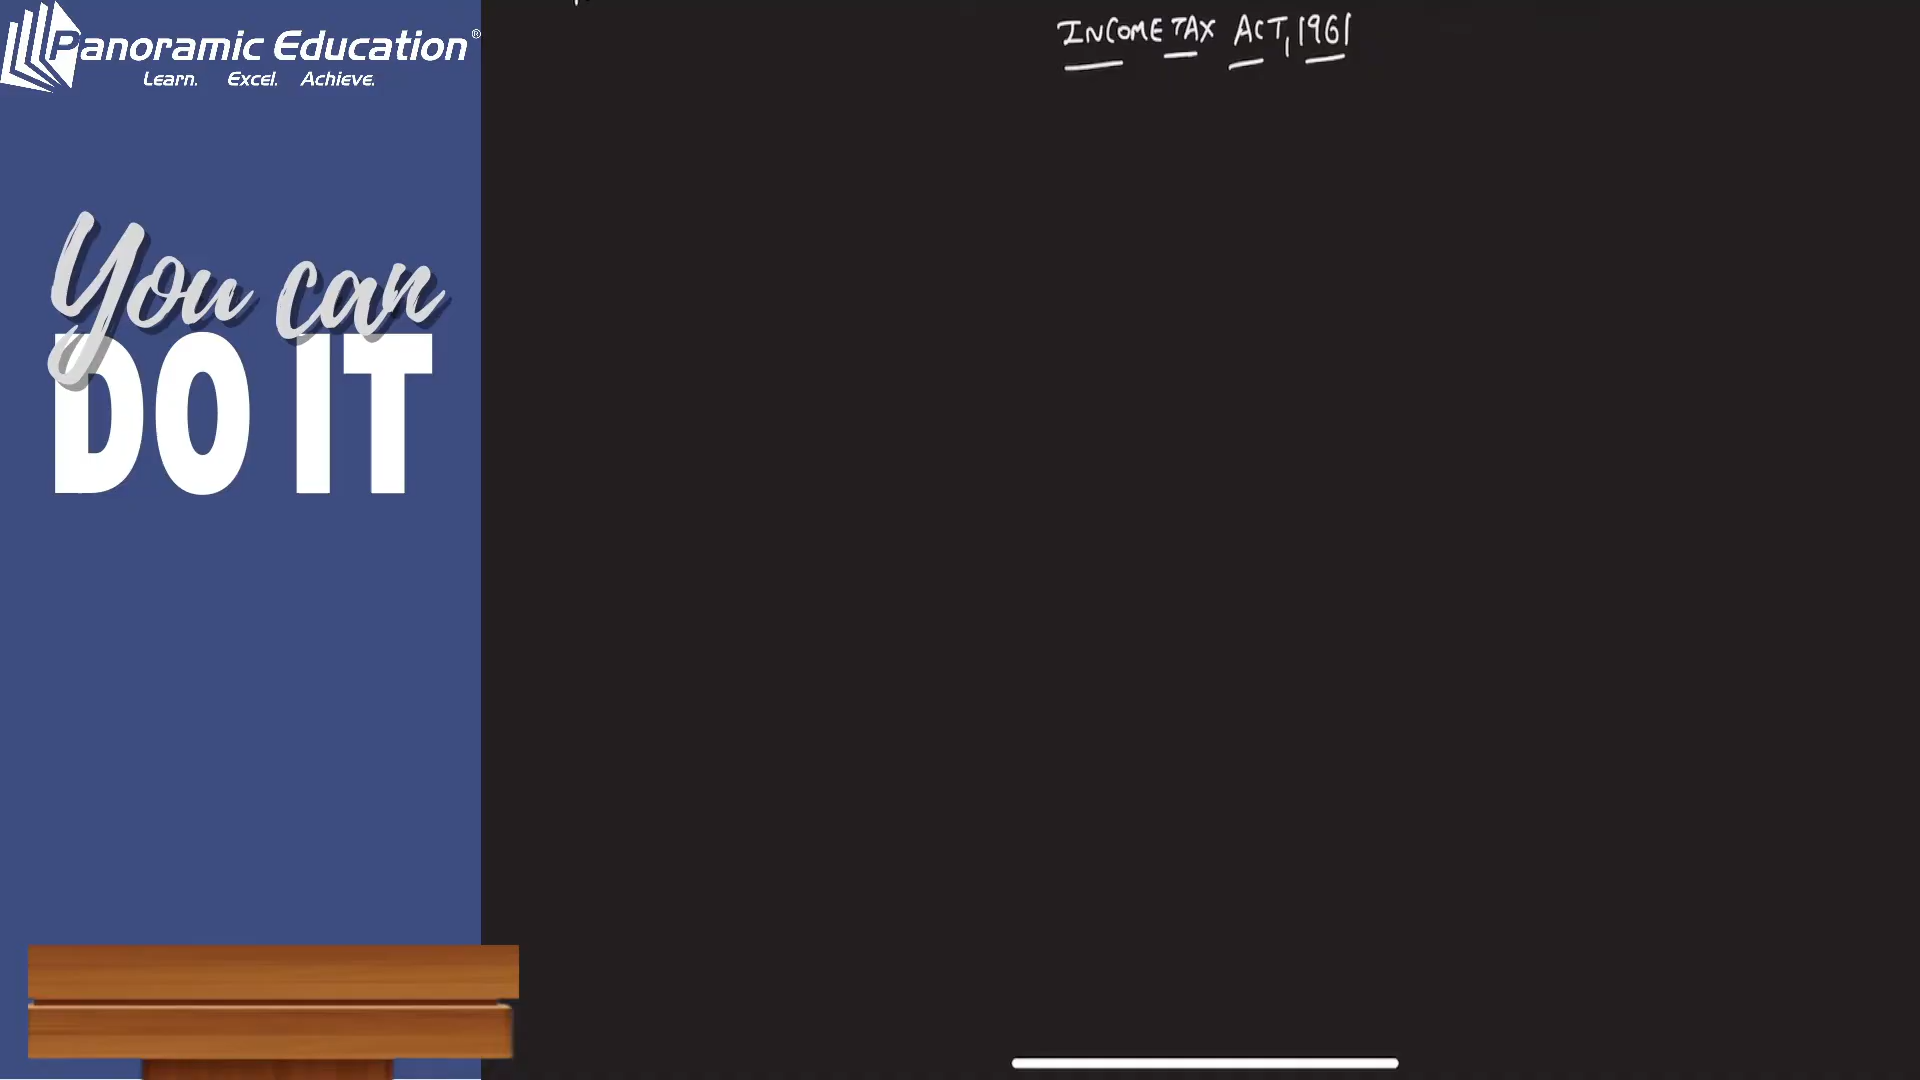 Panoramic Education®
Learn. Excel. Achieve.
You can
DO IT
INCOME TAX ACT, 1961